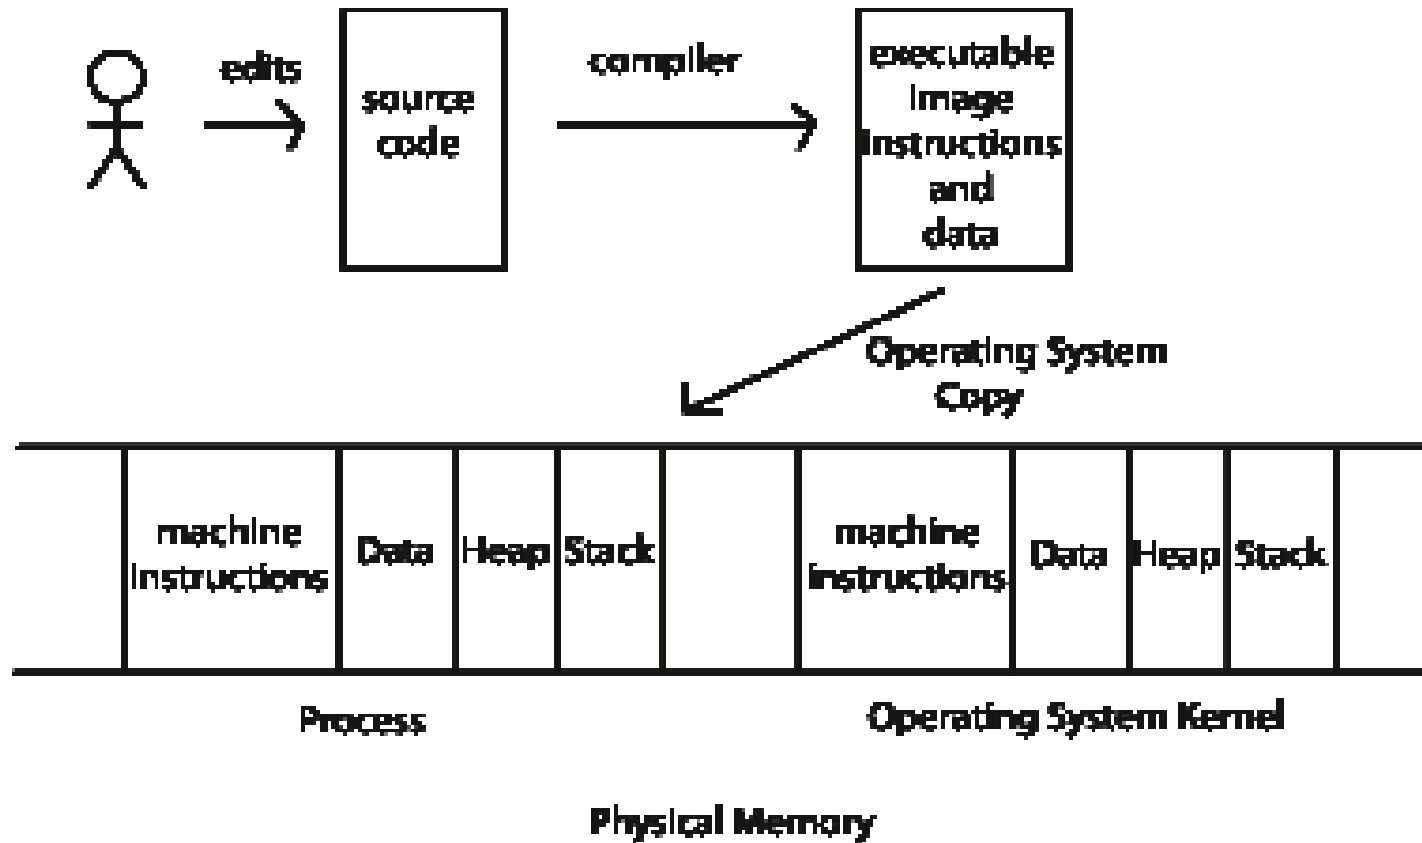 edits
source
code
compiler
executable
image
instructions
and
data
Operating System
Copy
machine
instructions
Data
Heap
Stack
machine
instructions
Data
Heap
Stack
Process
Operating System Kernel
Physical Memory